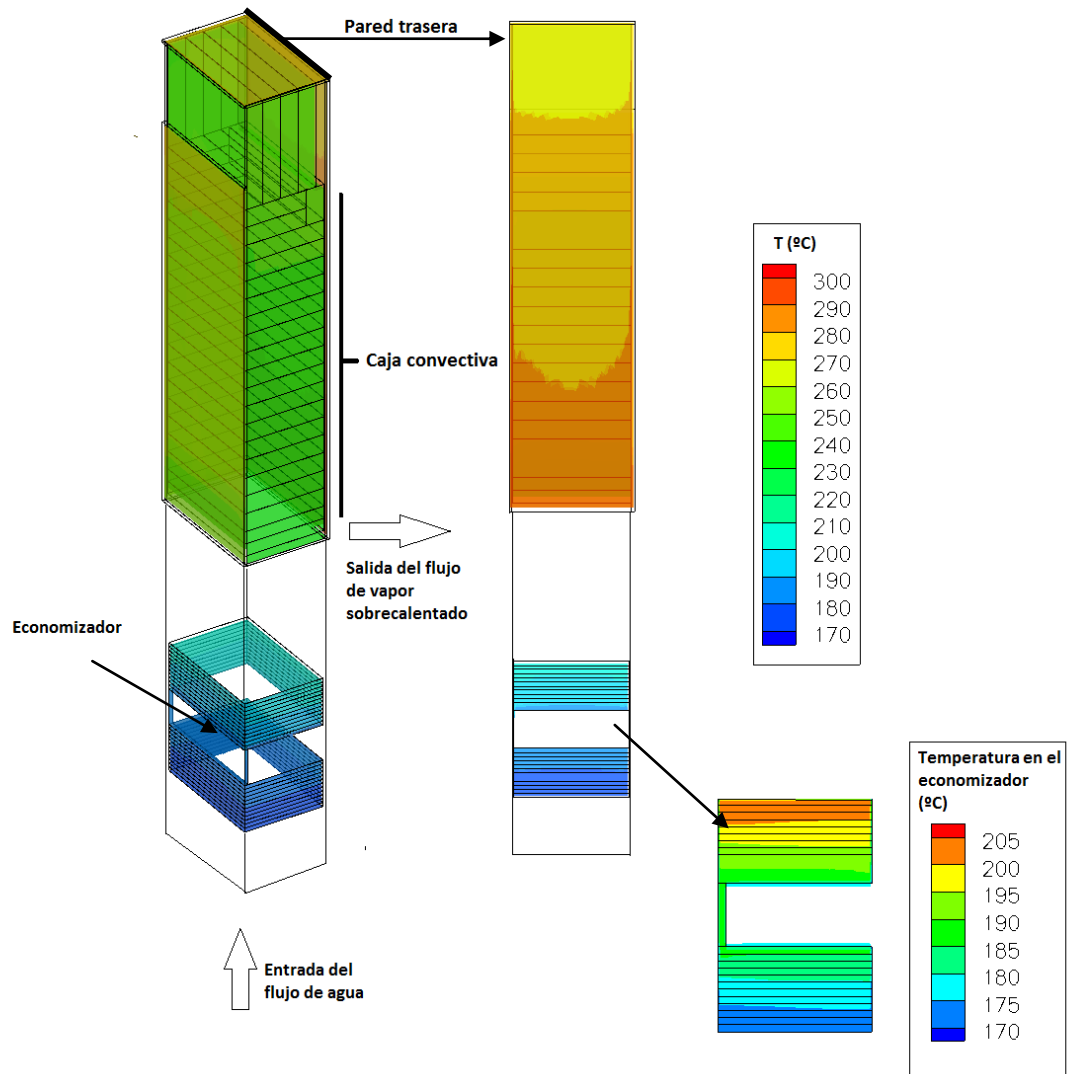 Pared trasera
T (ºC)
300
290
280
270
260
250
240
230
220
210
200
190
180
170
Caja convectiva
Salida del flujo
de vapor
sobrecalentado
Economizador
Temperatura en el
economizador
(ºC)
205
200
195
190
185
180
175
170
Entrada del
flujo de agua